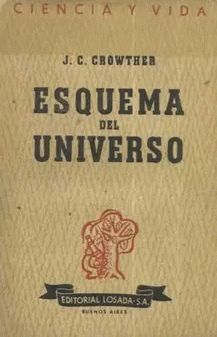 CIENCIA Y VIDA
J. C. CROWTHER
ESQUEMA
DEL
UNIVERSO
EDITORIAL LOSADA·S.A.
BUENOS AIRES